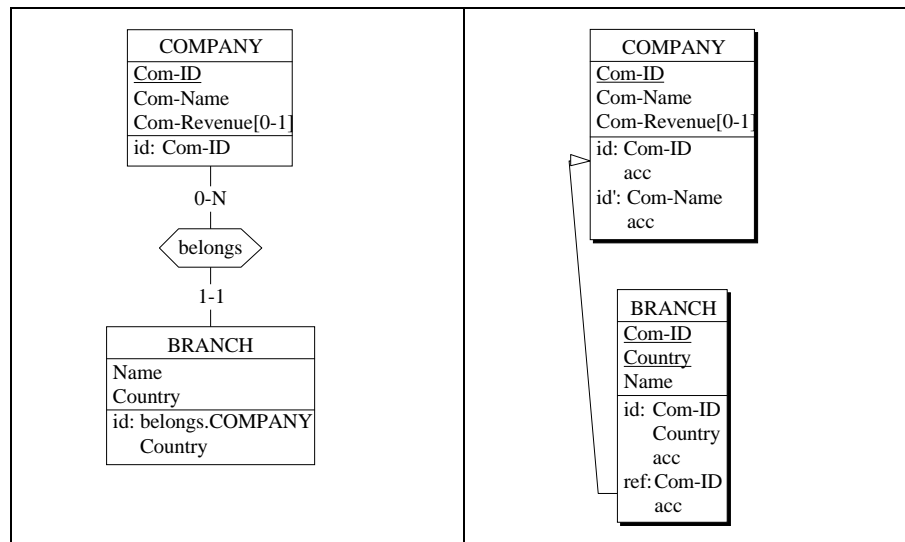 COMPANY
Com-ID
Com-Name
Com-Revenue[0-1]
id: Com-ID
0-N
belongs
1-1
BRANCH
Name
Country
id: belongs.COMPANY
Country
COMPANY
Com-ID
Com-Name
Com-Revenue[0-1]
id: Com-ID
acc
id': Com-Name
acc
BRANCH
Com-ID
Country
Name
id: Com-ID
Country
acc
ref:Com-ID
acc